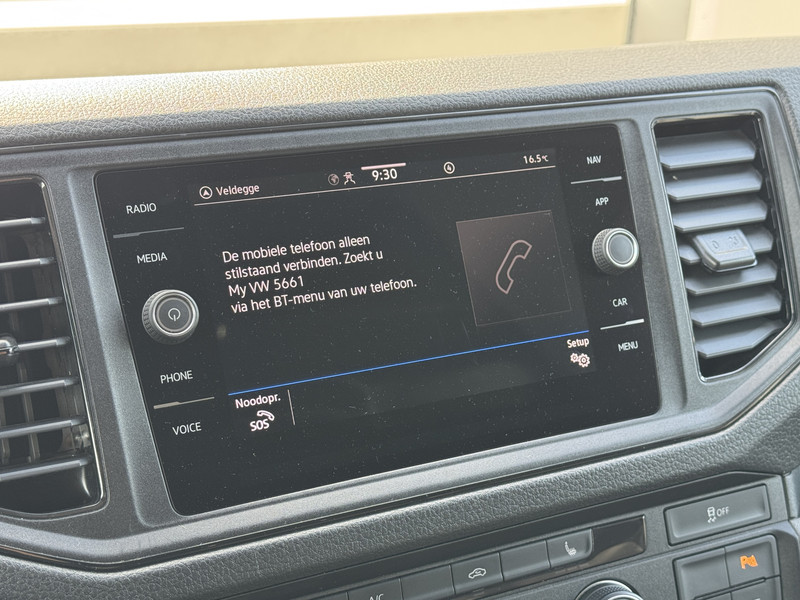 RADIO
MEDIA
PHONE
VOICE
Veldegge
9:30
4
16.5°C
De mobiele telefoon alleen
stilstaand verbinden. Zoekt u
My VW 5661
via het BT-menu van uw telefoon.
Noodopr.
SOS
Setup
NAV
APP
CAR
MENU
OFF
A/C